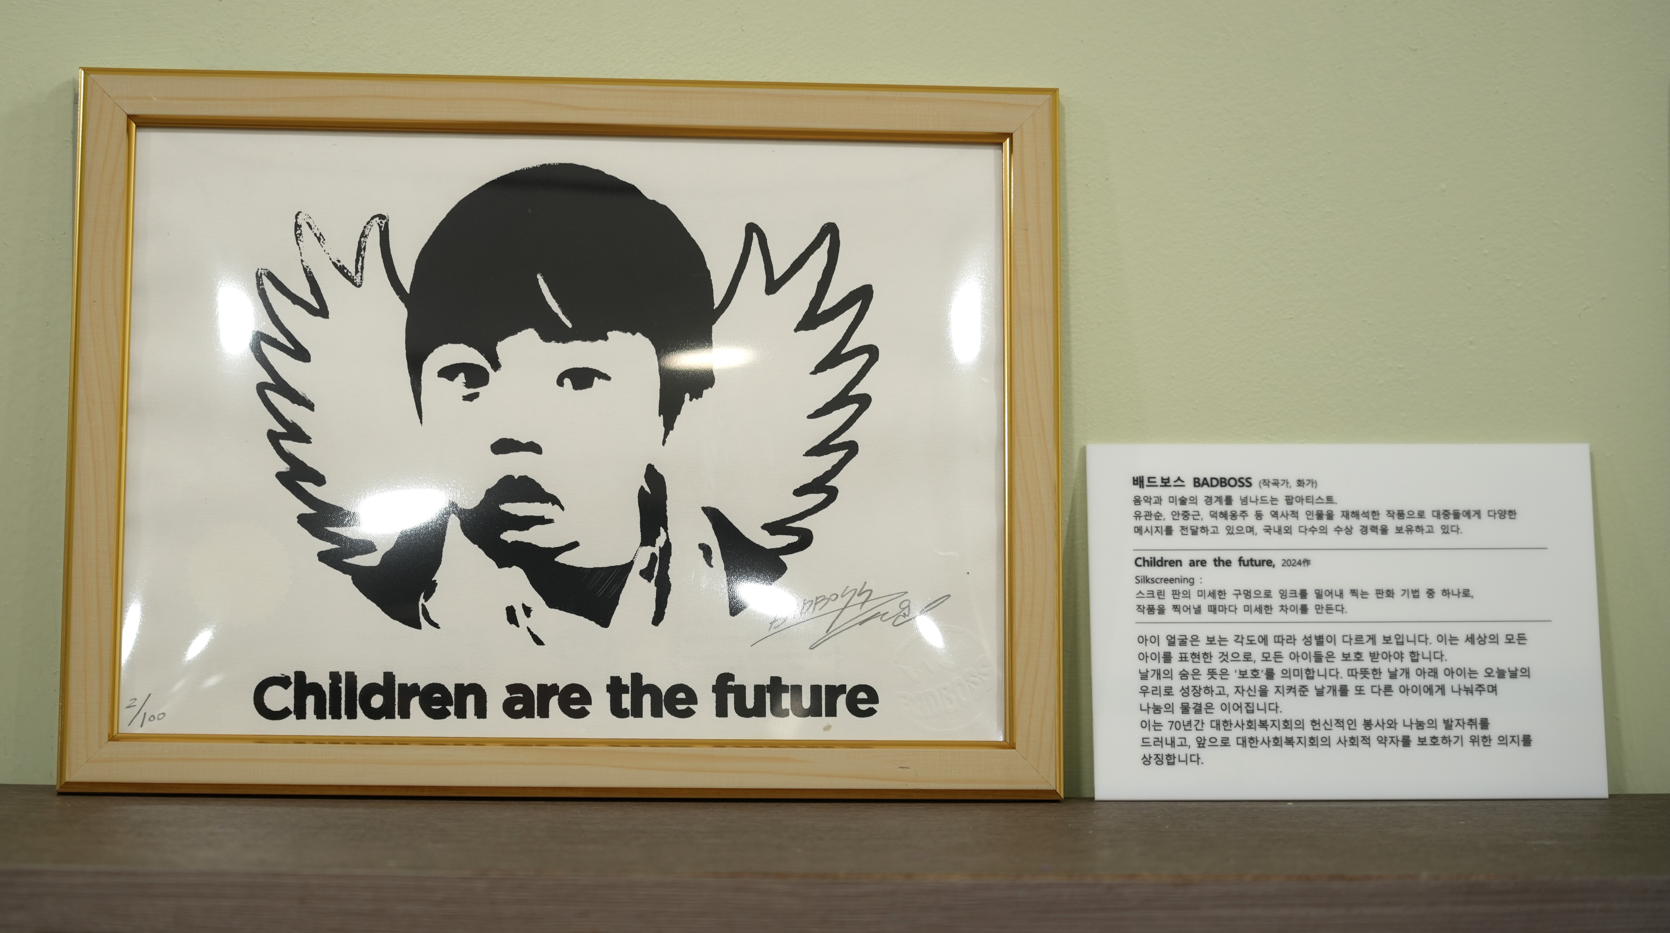 Children are the future
2/100
BADBOSS
배드보스 BADBOSS (작곡가, 화가)
음악과 미술의 경계를 넘나드는 팝아티스트.
유관순, 안중근, 덕혜옹주 등 역사적 인물을 재해석한 작품으로 대중들에게 다양한
메시지를 전달하고 있으며, 국내외 다수의 수상 경력을 보유하고 있다.
Children are the future, 2024作
Silkscreening :
스크린 판의 미세한 구멍으로 잉크를 밀어내 찍는 판화 기법 중 하나로,
작품을 찍어낼 때마다 미세한 차이를 만든다.
아이 얼굴은 보는 각도에 따라 성별이 다르게 보입니다. 이는 세상의 모든
아이를 표현한 것으로, 모든 아이들은 보호 받아야 합니다.
날개의 숨은 뜻은 '보호'를 의미합니다. 따뜻한 날개 아래 아이는 오늘날의
우리로 성장하고, 자신을 지켜준 날개를 또 다른 아이에게 나눠주며
나눔의 물결은 이어집니다.
이는 70년간 대한사회복지회의 헌신적인 봉사와 나눔의 발자취를
드러내고, 앞으로 대한사회복지회의 사회적 약자를 보호하기 위한 의지를
상징합니다.